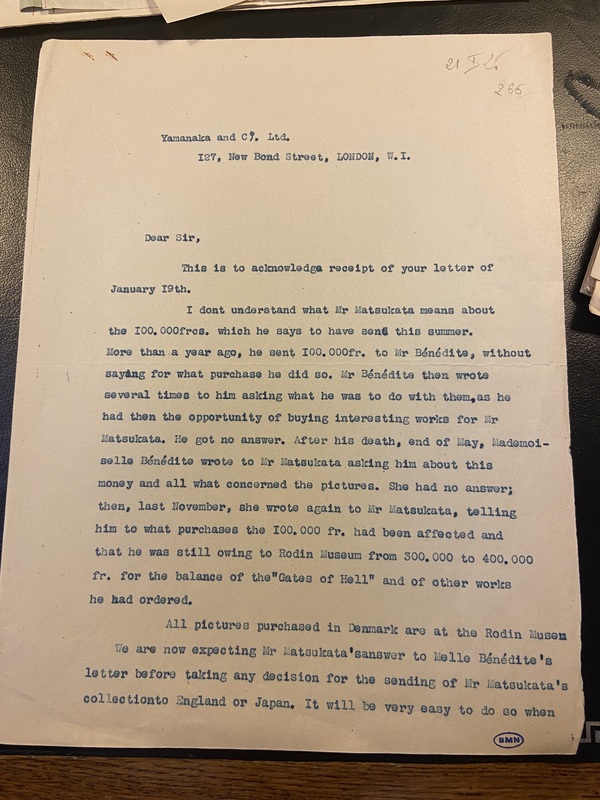 21 I 26
266
Yamanaka and Cº. Ltd.
I27, New Bond Street, LONDON, W.I.
Dear Sir,
This is to acknowledge receipt of your letter of
January I9th.
I dont understand what Mr Matsukata means about
the I00.000frcs. which he says to have send this summer.
More than a year ago, he sent I00.000fr. to Mr Bénédite, without
saying for what purchase he did so. Mr Bénédite then wrote
several times to him asking what he was to do with them,as he
had then the opportunity of buying interesting works for Mr
Matsukata. He got no answer. After his death, end of May, Mademoi-
selle Bénédite wrote to Mr Matsukata asking him about this
money and all what concerned the pictures. She had no answer;
then, last November, she wrote again to Mr Matsukata, telling
him to what purchases the I00.000 fr. had been affected and
that he was still owing to Rodin Museum from 300.000 to 400.000
fr. for the balance of the"Gates of Hell" and of other works
he had ordered.
All pictures purchased in Denmark are at the Rodin Museum
We are now expecting Mr Matsukata'sanswer to Melle Bénédite's
letter before taking any decision for the sending of Mr Matsukata's
collectionto England or Japan. It will be very easy to do so when
BMN